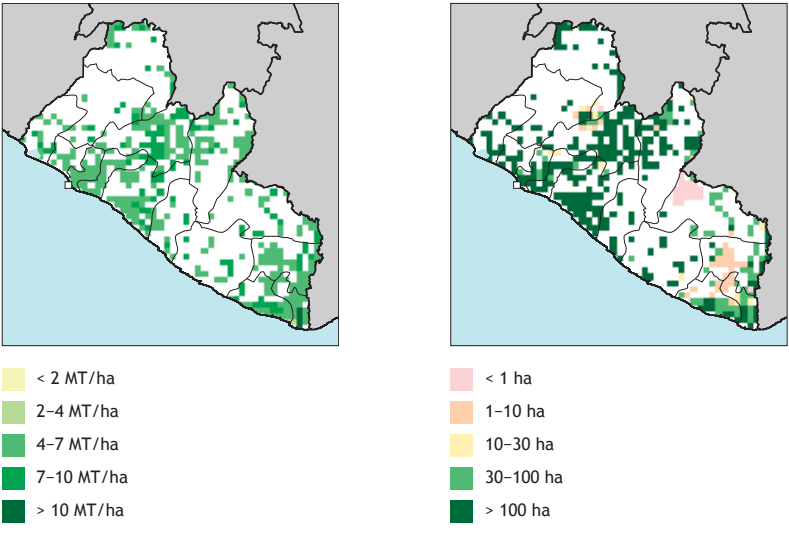 < 2 MT/ha
2–4 MT/ha
4–7 MT/ha
7–10 MT/ha
> 10 MT/ha
< 1 ha
1–10 ha
10–30 ha
30–100 ha
> 100 ha